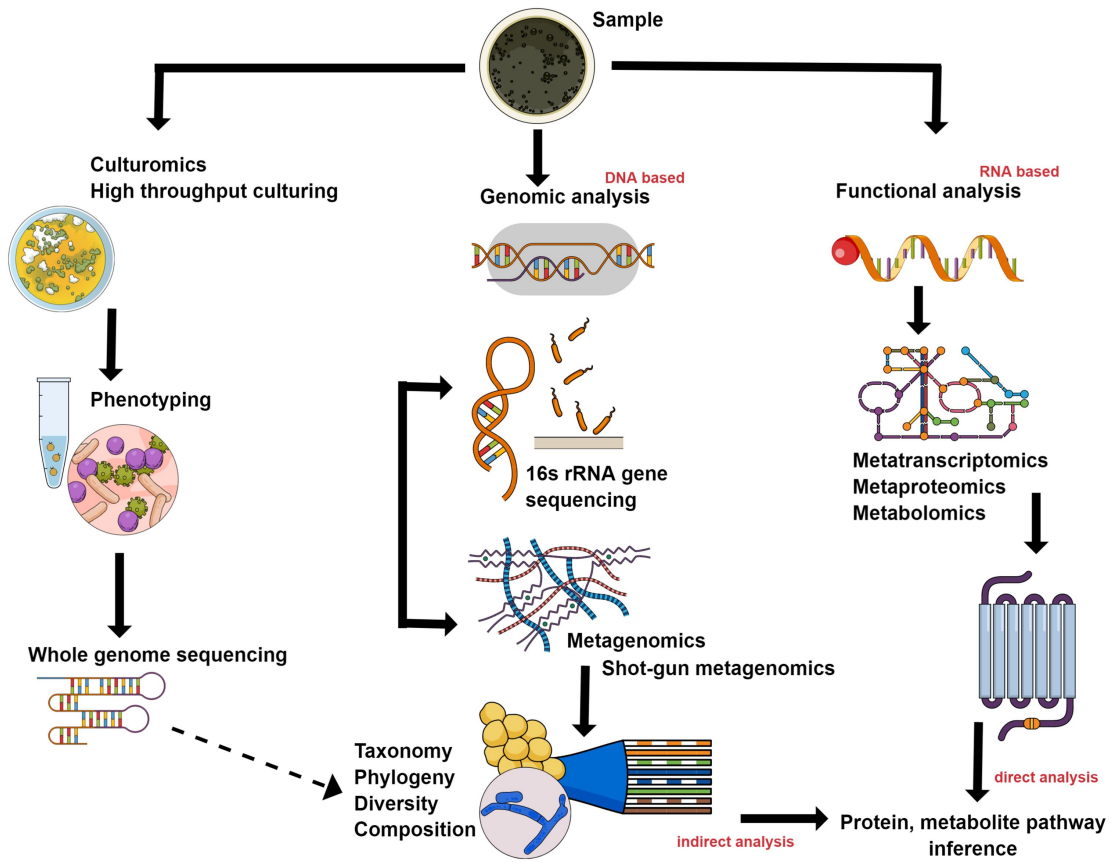 Sample
Culturomics
High throughput culturing
DNA based
Genomic analysis
RNA based
Functional analysis
Phenotyping
16s rRNA gene
sequencing
Metatranscriptomics
Metaproteomics
Metabolomics
Whole genome sequencing
Metagenomics
Shot-gun metagenomics
Taxonomy
Phylogeny
Diversity
Composition
direct analysis
indirect analysis
Protein, metabolite pathway
inference